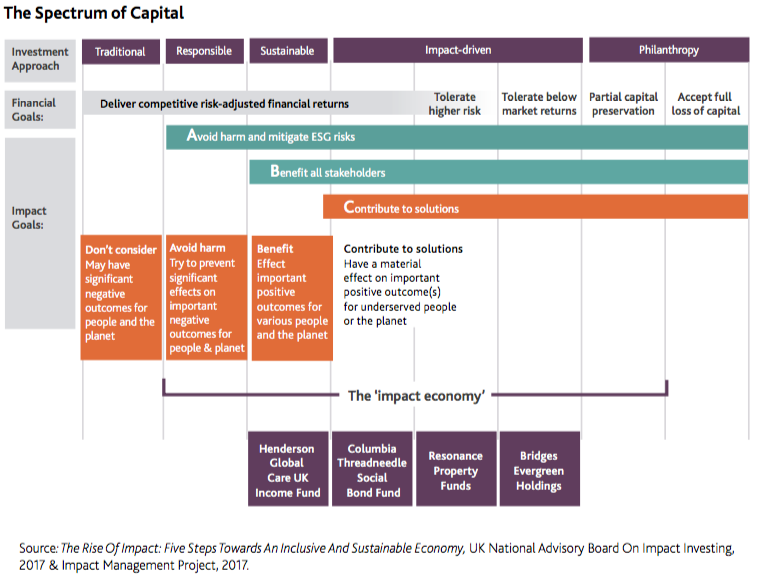 The Spectrum of Capital
Investment
Approach
Traditional
Responsible
Sustainable
Impact-driven
Philanthropy
Financial
Goals:
Deliver competitive risk-adjusted financial returns
Tolerate
higher risk
Tolerate below
market returns
Partial capital
preservation
Accept full
loss of capital
Impact
Goals:
Avoid harm and mitigate ESG risks
Benefit all stakeholders
Contribute to solutions
Don't consider
May have
significant
negative
outcomes for
people and the
planet
Avoid harm
Try to prevent
significant
effects on
important
negative
outcomes for
people & planet
Benefit
Effect
important
positive
outcomes for
various people
and the planet
Contribute to solutions
Have a material
effect on important
positive outcome(s)
for underserved people
or the planet
The ‘impact economy’
Henderson
Global
Care UK
Income Fund
Columbia
Threadneedle
Social
Bond Fund
Resonance
Property
Funds
Bridges
Evergreen
Holdings
Source: The Rise Of Impact: Five Steps Towards An Inclusive And Sustainable Economy, UK National Advisory Board On Impact Investing,
2017 & Impact Management Project, 2017.